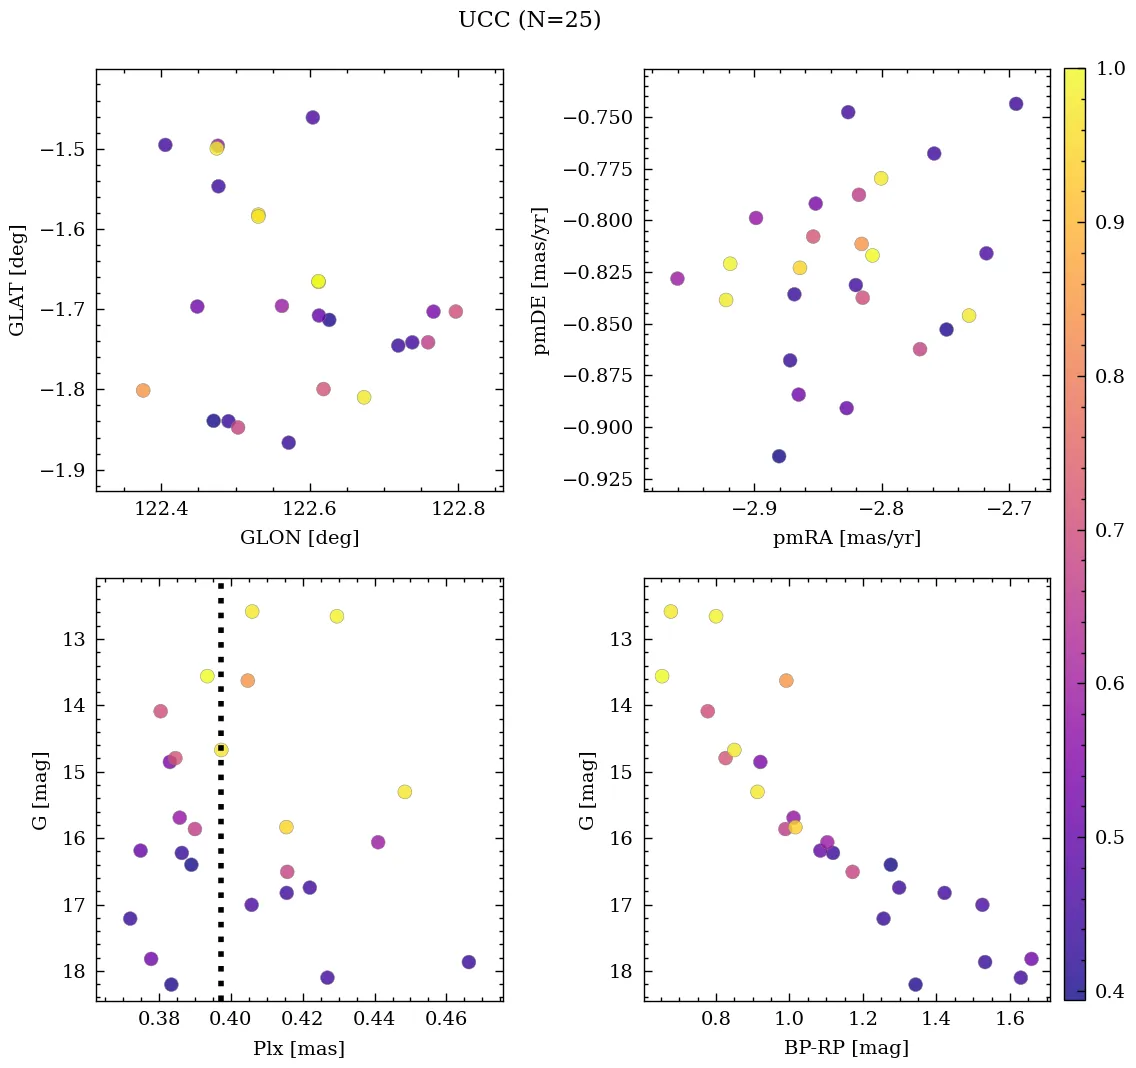 UCC (N=25)
−1.5
−1.6
−1.7
−1.8
−1.9
GLAT [deg]
122.4 122.6 122.8
GLON [deg]
−0.750
−0.775
−0.800
−0.825
−0.850
−0.875
−0.900
−0.925
pmDE [mas/yr]
−2.9 −2.8 −2.7
pmRA [mas/yr]
1.0
0.9
0.8
0.7
0.6
0.5
0.4
13
14
15
16
17
18
G [mag]
0.38 0.40 0.42 0.44 0.46
Plx [mas]
13
14
15
16
17
18
G [mag]
0.8 1.0 1.2 1.4 1.6
BP-RP [mag]